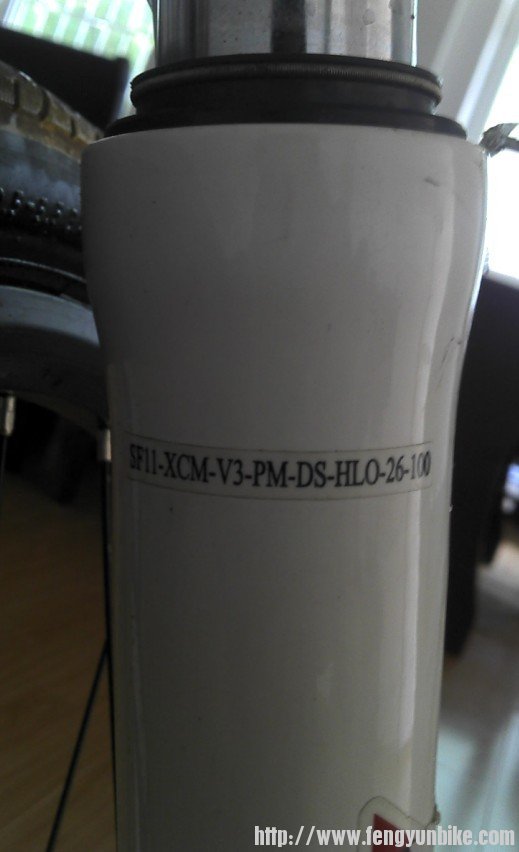 SF11-XCM-V3-PM-DS-HLO-26-100
http://www.fengyunbike.com